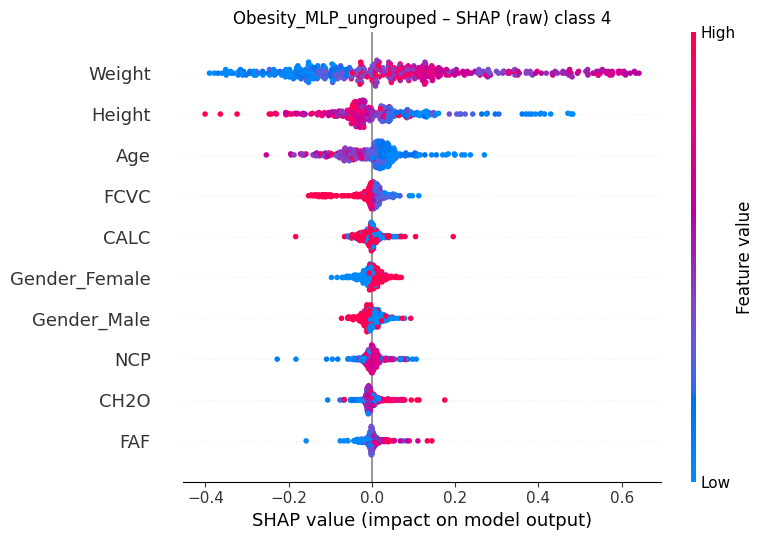 Obesity_MLP_ungrouped – SHAP (raw) class 4
High
Weight
Height
Age
FCVC
CALC
Gender_Female
Gender_Male
NCP
CH2O
FAF
Feature value
Low
−0.4 −0.2 0.0 0.2 0.4 0.6
SHAP value (impact on model output)